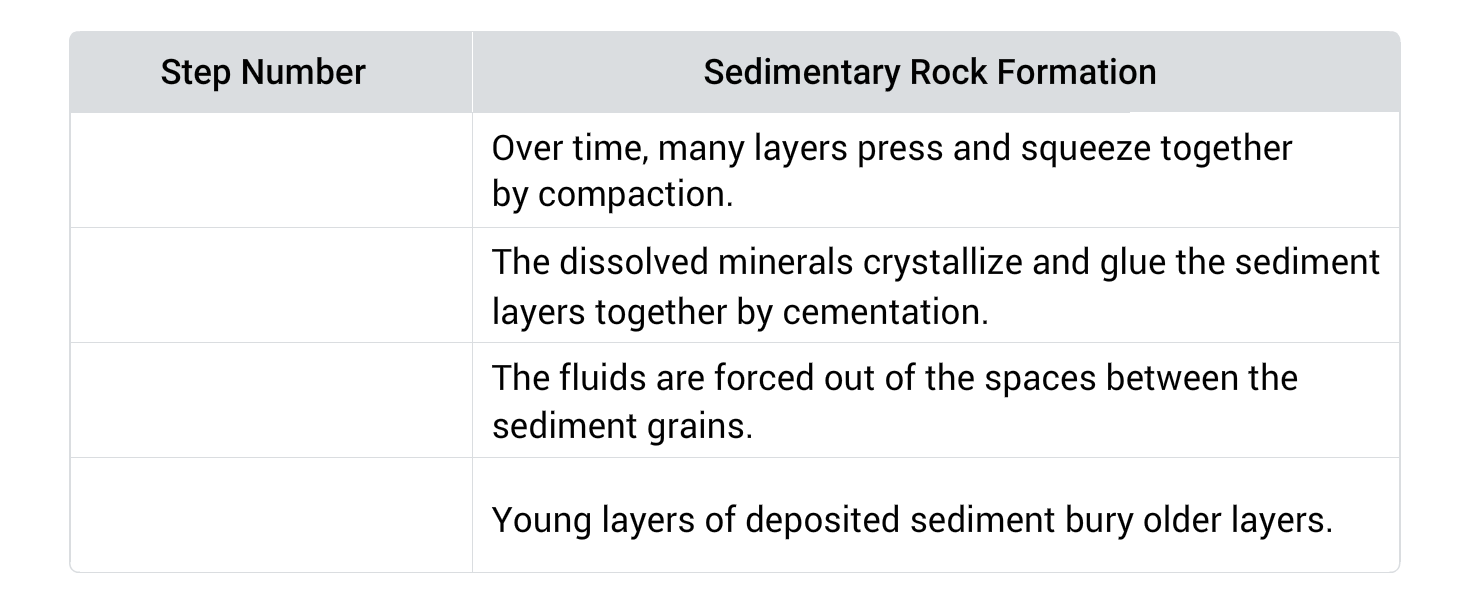 Step Number
Sedimentary Rock Formation
Over time, many layers press and squeeze together
by compaction.
The dissolved minerals crystallize and glue the sediment
layers together by cementation.
The fluids are forced out of the spaces between the
sediment grains.
Young layers of deposited sediment bury older layers.